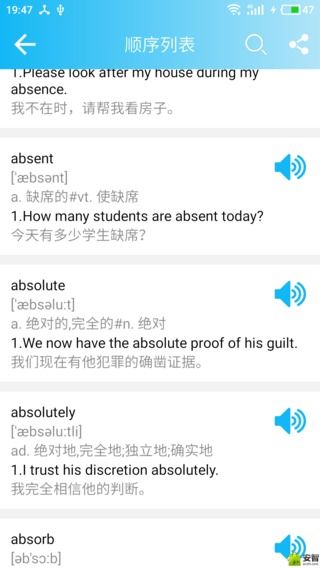 19:47
47
顺序列表
1.Please look after my house during my
absence.
我不在时，请帮我看房子。
absent
['æbsənt]
a. 缺席的#vt. 使缺席
1.How many students are absent today?
今天有多少学生缺席？
absolute
['æbsəlu:t]
a. 绝对的,完全的#n. 绝对
1.We now have the absolute proof of his guilt.
我们现在有他犯罪的确凿证据。
absolutely
['æbsəlu:tli]
ad. 绝对地,完全地;独立地;确实地
1.I trust his discretion absolutely.
我完全相信他的判断。
absorb
[əb'sɔ:b]
安智